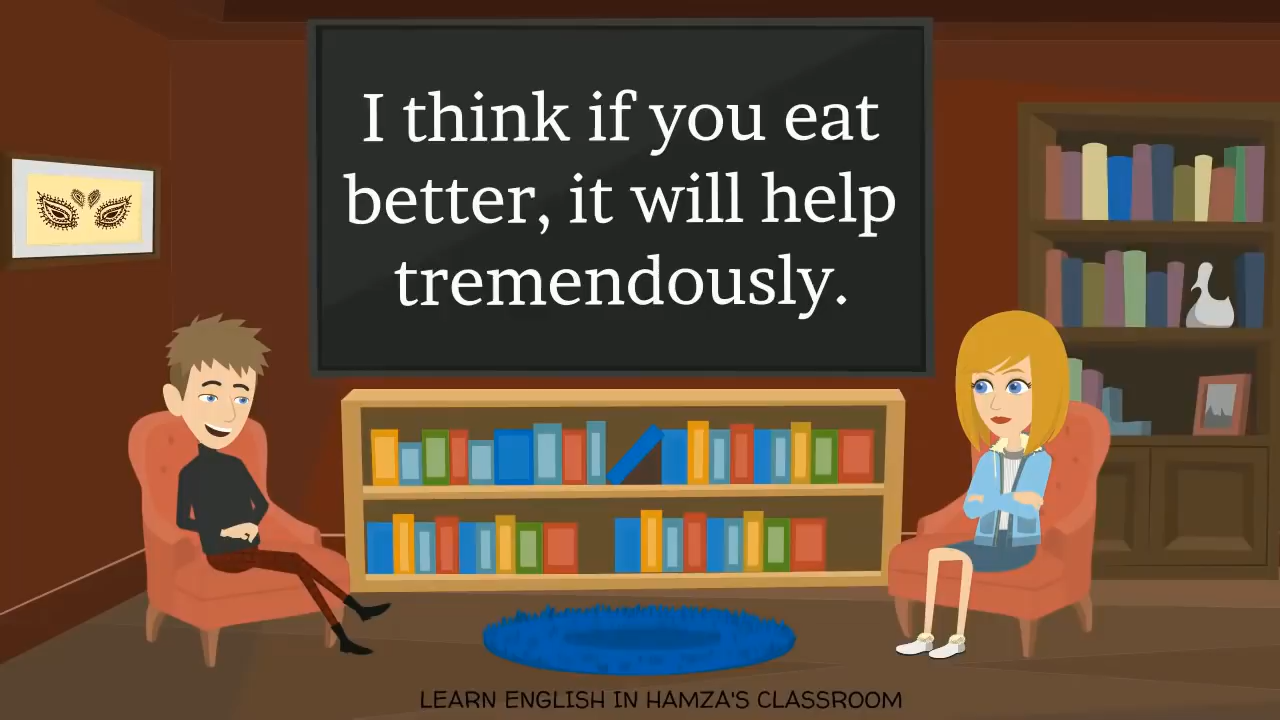 I think if you eat
better, it will help
tremendously.
LEARN ENGLISH IN HAMZA'S CLASSROOM